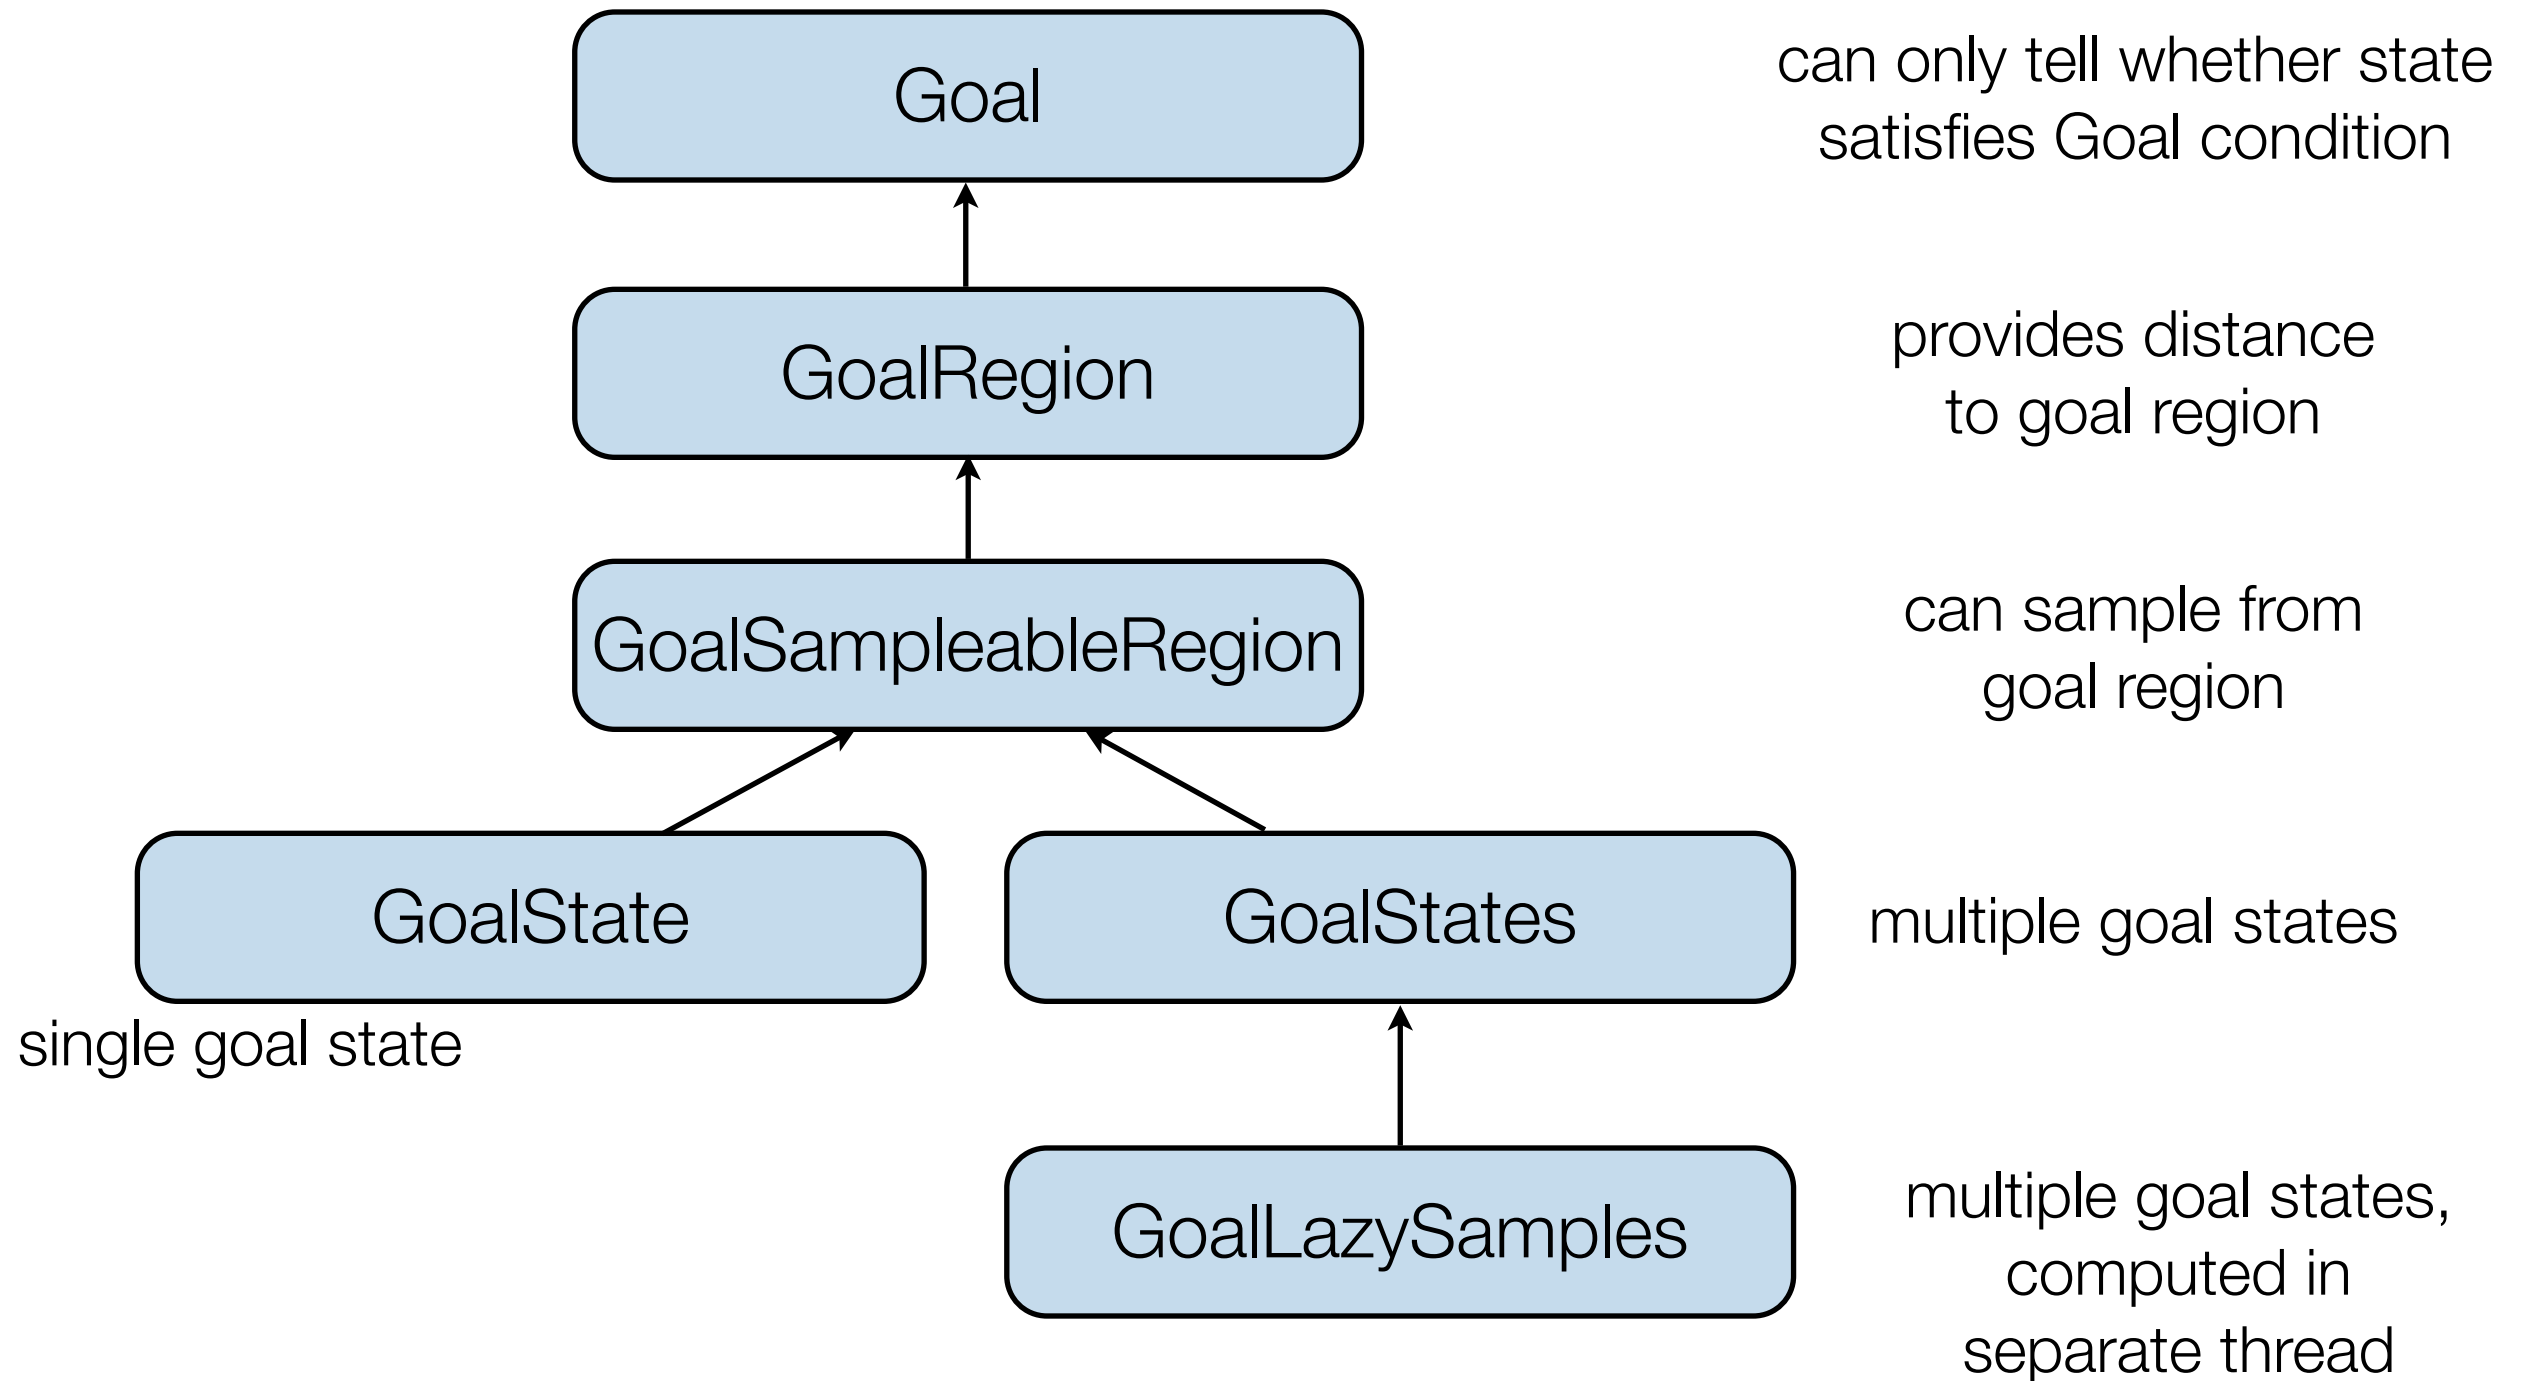 Goal
can only tell whether state
satisfies Goal condition
GoalRegion
provides distance
to goal region
GoalSampleableRegion
can sample from
goal region
GoalState
GoalStates
multiple goal states
single goal state
GoalLazySamples
multiple goal states,
computed in
separate thread